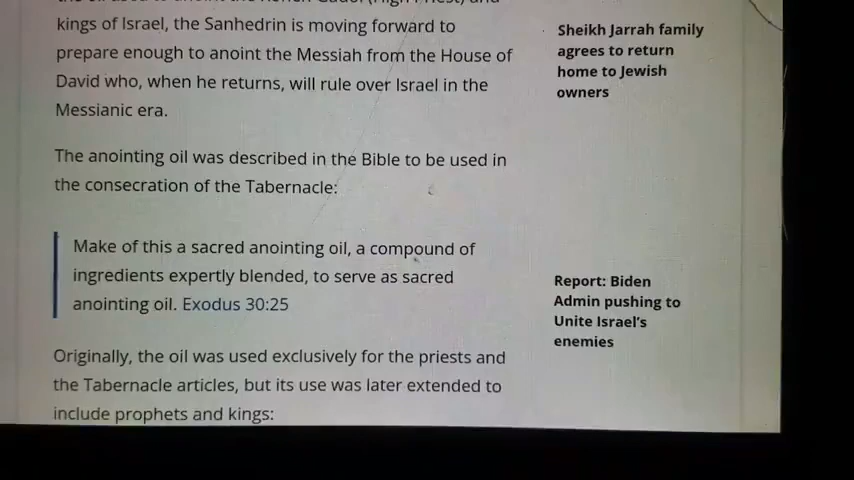 kings of Israel, the Sanhedrin is moving forward to
prepare enough to anoint the Messiah from the House of
David who, when he returns, will rule over Israel in the
Messianic era.
The anointing oil was described in the Bible to be used in
the consecration of the Tabernacle:
Make of this a sacred anointing oil, a compound of
ingredients expertly blended, to serve as sacred
anointing oil. Exodus 30:25
Originally, the oil was used exclusively for the priests and
the Tabernacle articles, but its use was later extended to
include prophets and kings:
Sheikh Jarrah family
agrees to return
home to Jewish
owners
Report: Biden
Admin pushing to
Unite Israel's
enemies